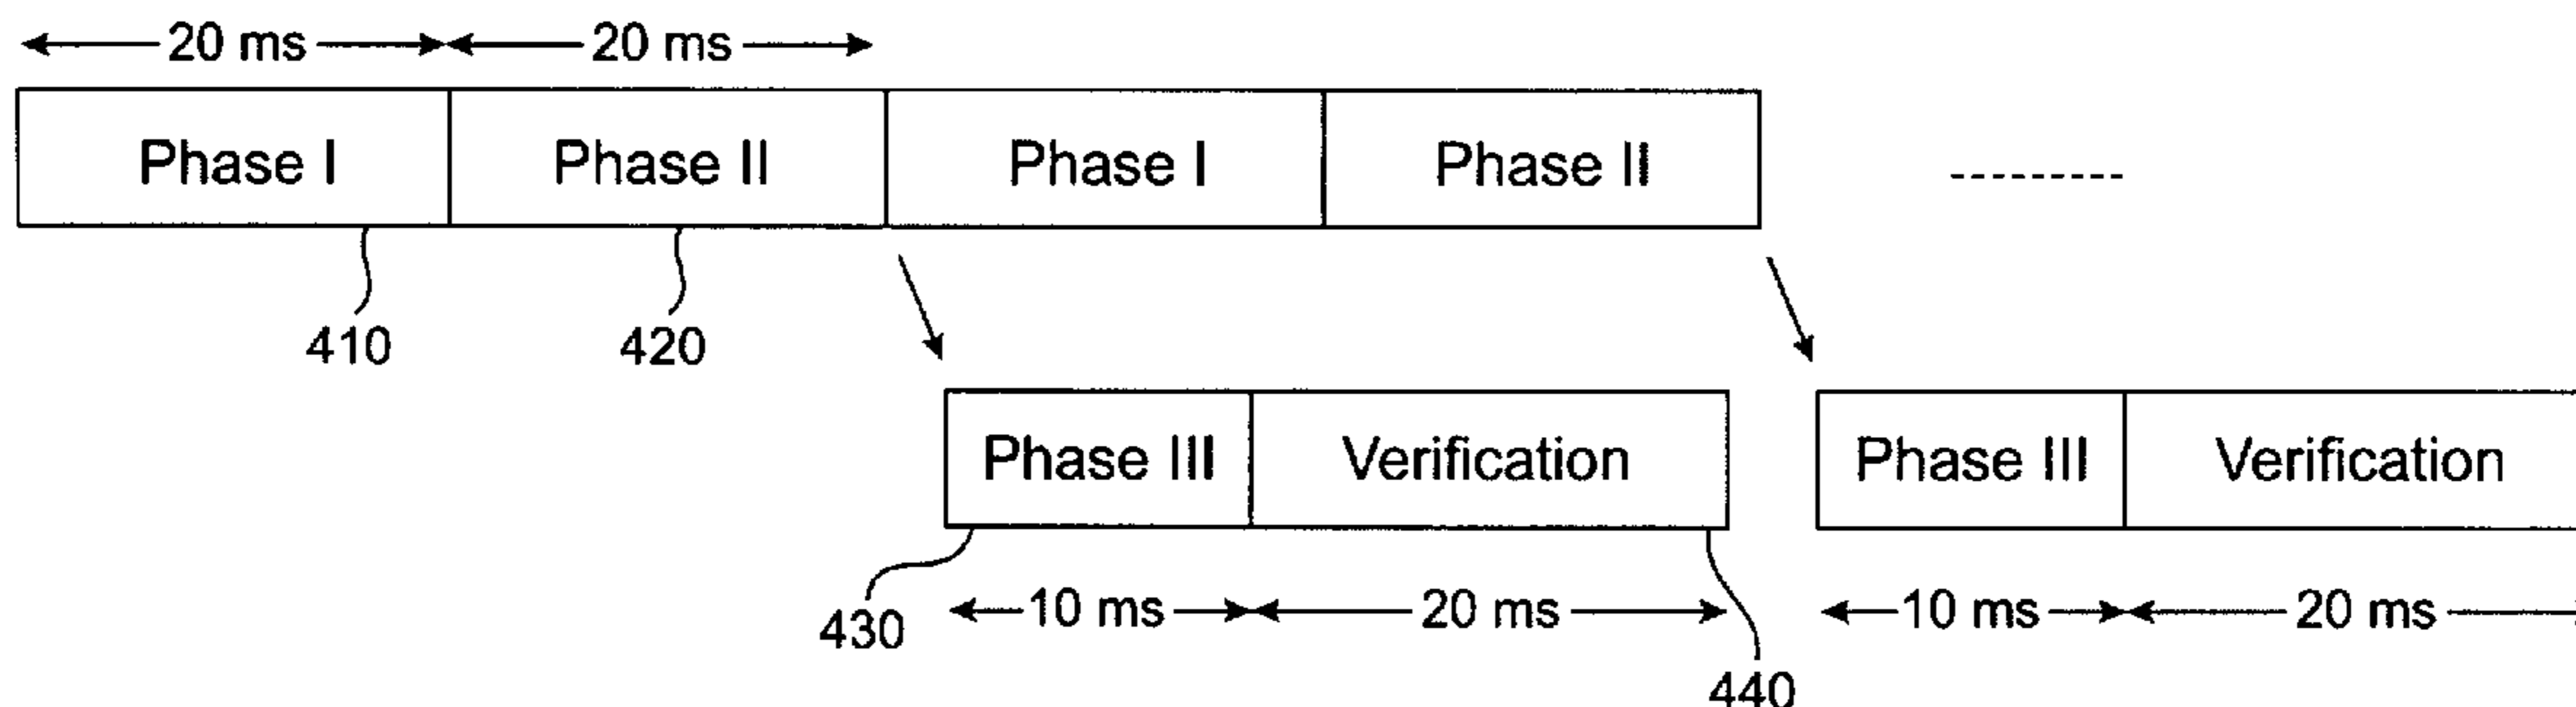 20 ms 20 ms
Phase I Phase II Phase I Phase II
410 420
Phase III Verification Phase III Verification
430 10 ms 20 ms 10 ms 20 ms
440